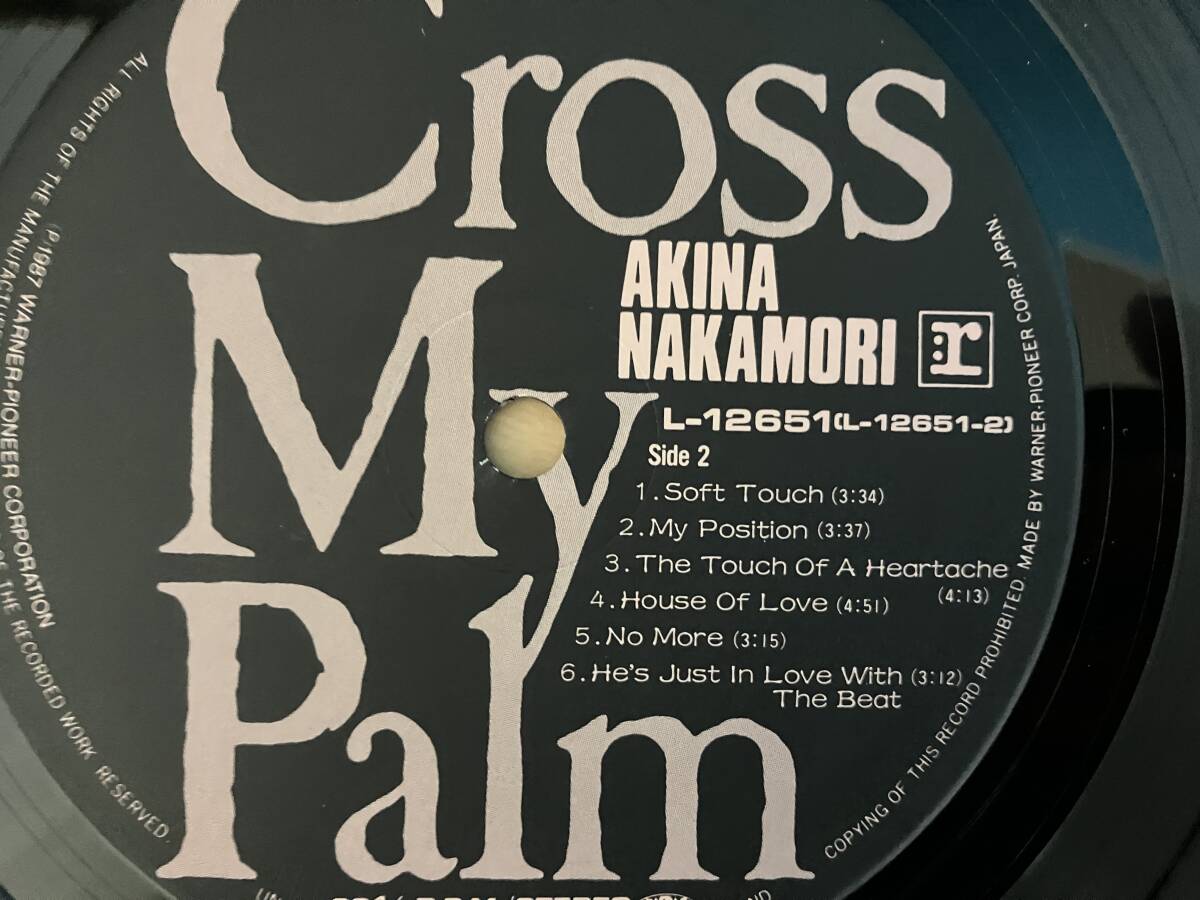 Cross
My
Palm
AKINA
NAKAMORI
r
L-12651(L-12651-2)
Side 2
1.Soft Touch (3:34)
2.My Position (3:37)
3.The Touch Of A Heartache
(4:13)
4.House Of Love (4:51)
5.No More (3:15)
6.He's Just In Love With (3:12)
The Beat
ALL RIGHTS OF THE MANUFACTURE
OF THE RECORDED WORK RESERVED.
(P)1987 WARNER-PIONEER CORPORATION
COPYING OF THIS RECORD PROHIBITED. MADE BY WARNER-PIONEER CORP. JAPAN.